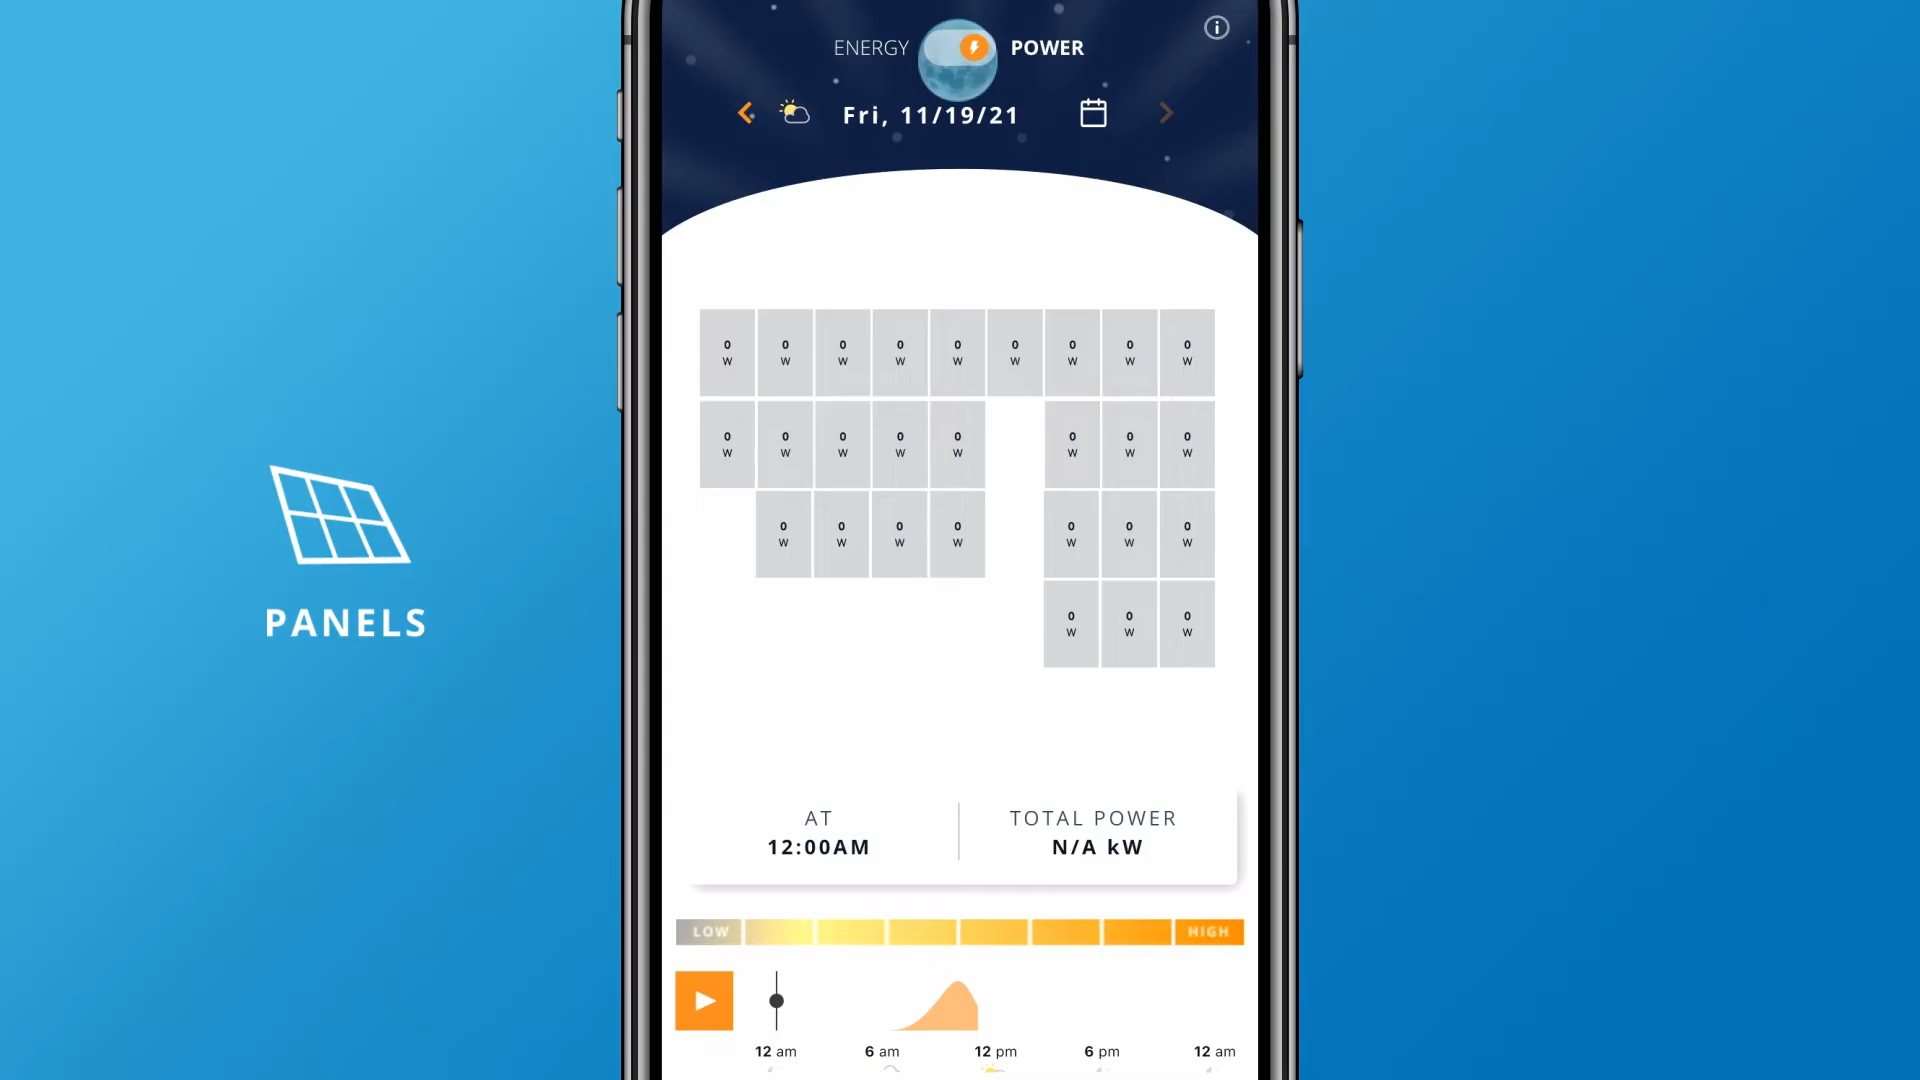 ENERGY POWER
Fri, 11/19/21
0 0 0 0 0 0 0 0 0
W W W W W W W W W
0 0 0 0 0 0 0 0
W W W W W W W W
0 0 0 0 0 0 0
W W W W W W W
PANELS
0 0 0
W W W
AT TOTAL POWER
12:00AM N/A kW
LOW HIGH
12 am 6 am 12 pm 6 pm 12 am